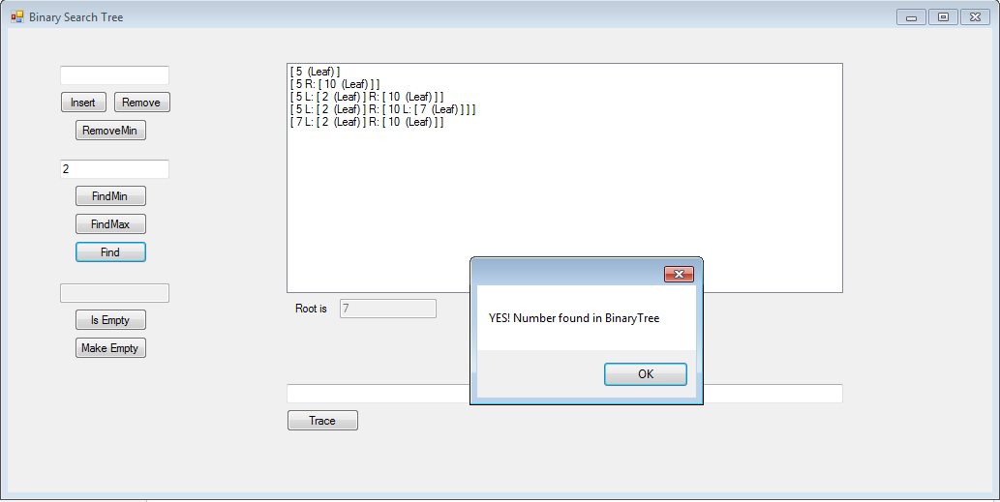 Binary Search Tree
Insert
Remove
RemoveMin
2
FindMin
FindMax
Find
Is Empty
Make Empty
[ 5  (Leaf) ]
[ 5 R: [ 10  (Leaf) ] ]
[ 5 L: [ 2  (Leaf) ] R: [ 10  (Leaf) ] ]
[ 5 L: [ 2  (Leaf) ] R: [ 10 L: [ 7  (Leaf) ] ] ]
[ 7 L: [ 2  (Leaf) ] R: [ 10  (Leaf) ] ]
Root is 7
YES! Number found in BinaryTree
OK
Trace